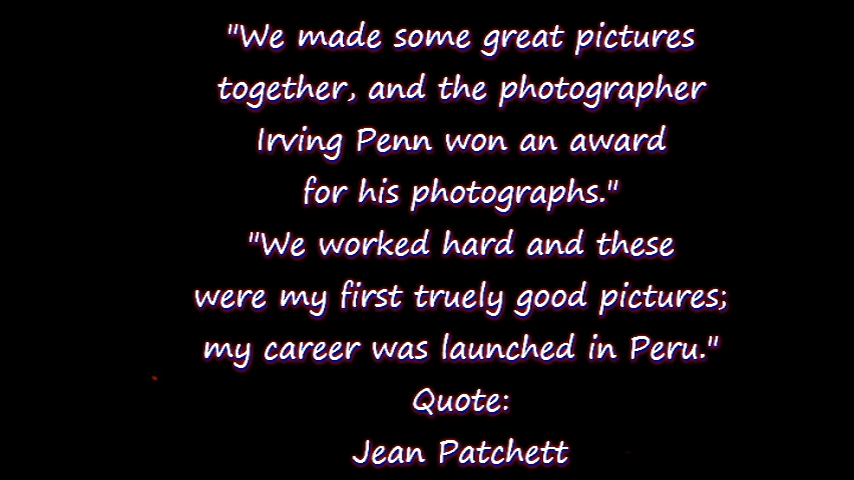 "We made some great pictures
together, and the photographer
Irving Penn won an award
for his photographs."
"We worked hard and these
were my first truely good pictures;
my career was launched in Peru."
Quote:
Jean Patchett